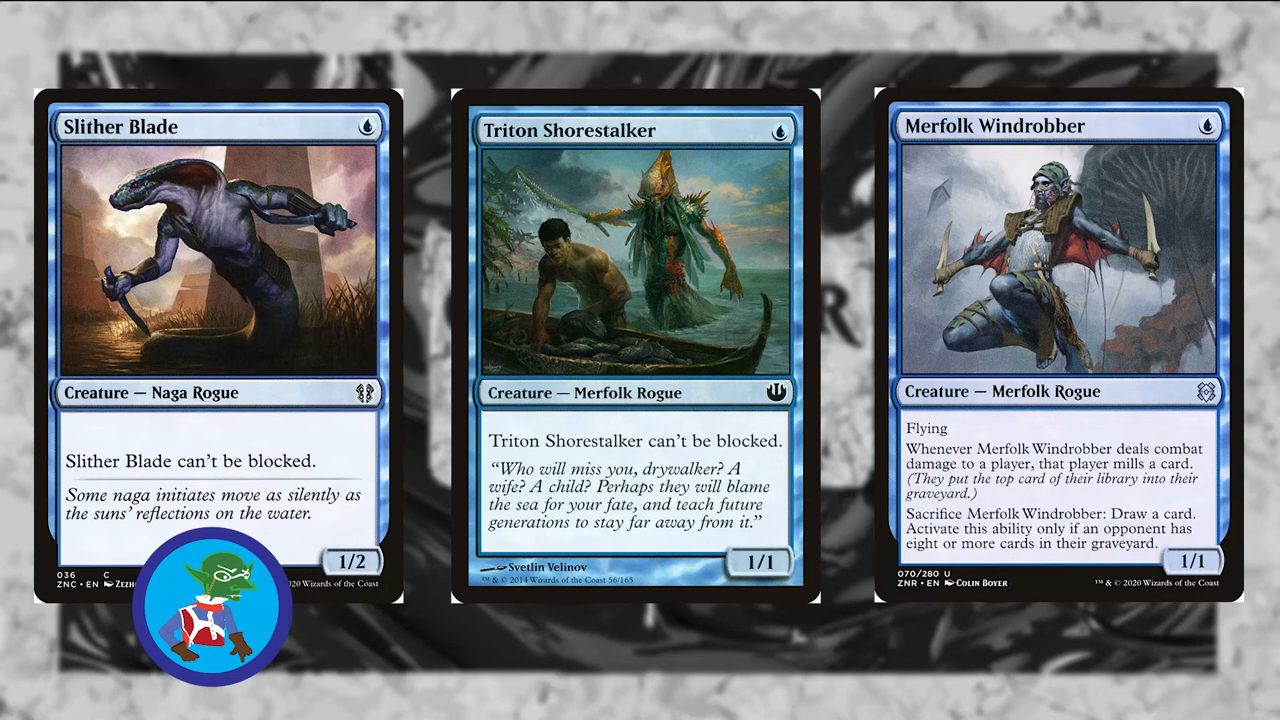 Slither Blade
Creature — Naga Rogue
Slither Blade can't be blocked.
Some naga initiates move as silently as
the suns' reflections on the water.
1/2
036 C
ZNC • EN
2020 Wizards of the Coast
Triton Shorestalker
Creature — Merfolk Rogue
Triton Shorestalker can't be blocked.
“Who will miss you, drywalker? A
wife? A child? Perhaps they will blame
the sea for your fate, and teach future
generations to stay far away from it.”
1/1
Svetlin Velinov
™ & © 2014 Wizards of the Coast 56/165
Merfolk Windrobber
Creature — Merfolk Rogue
Flying
Whenever Merfolk Windrobber deals combat
damage to a player, that player mills a card.
(They put the top card of their library into their
graveyard.)
Sacrifice Merfolk Windrobber: Draw a card.
Activate this ability only if an opponent has
eight or more cards in their graveyard.
1/1
070/280 U
ZNR • EN Colin Boyer
™ & © 2020 Wizards of the Coast